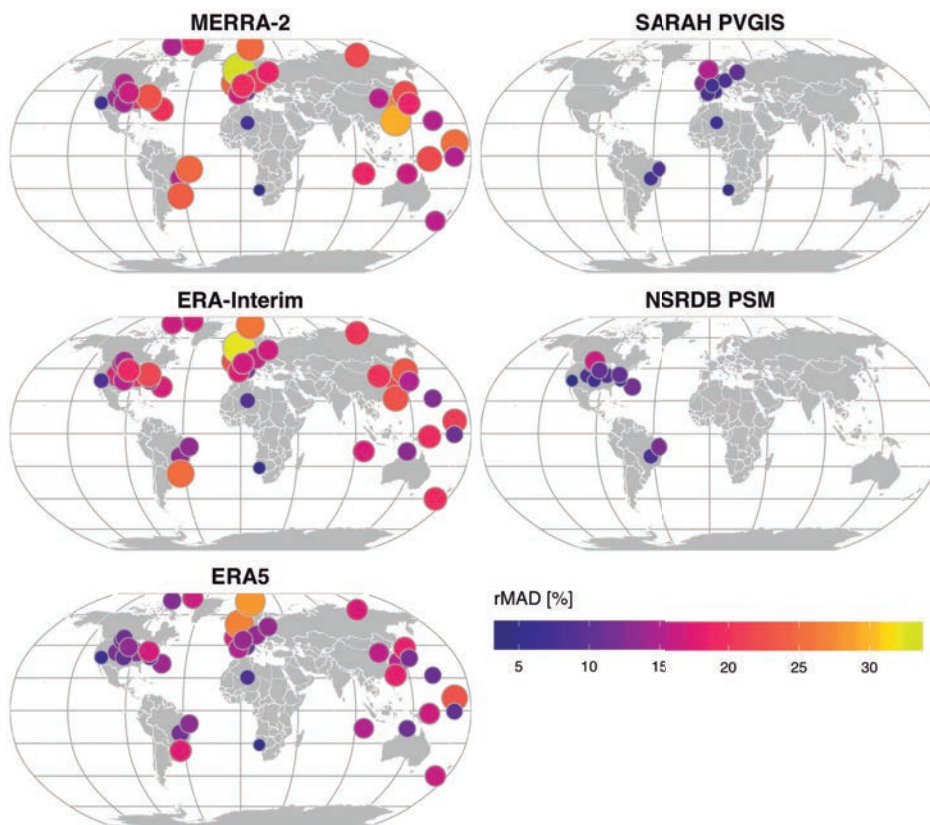 MERRA-2
SARAH PVGIS
ERA-Interim
NSRDB PSM
ERA5
rMAD [%]
5 10 15 20 25 30